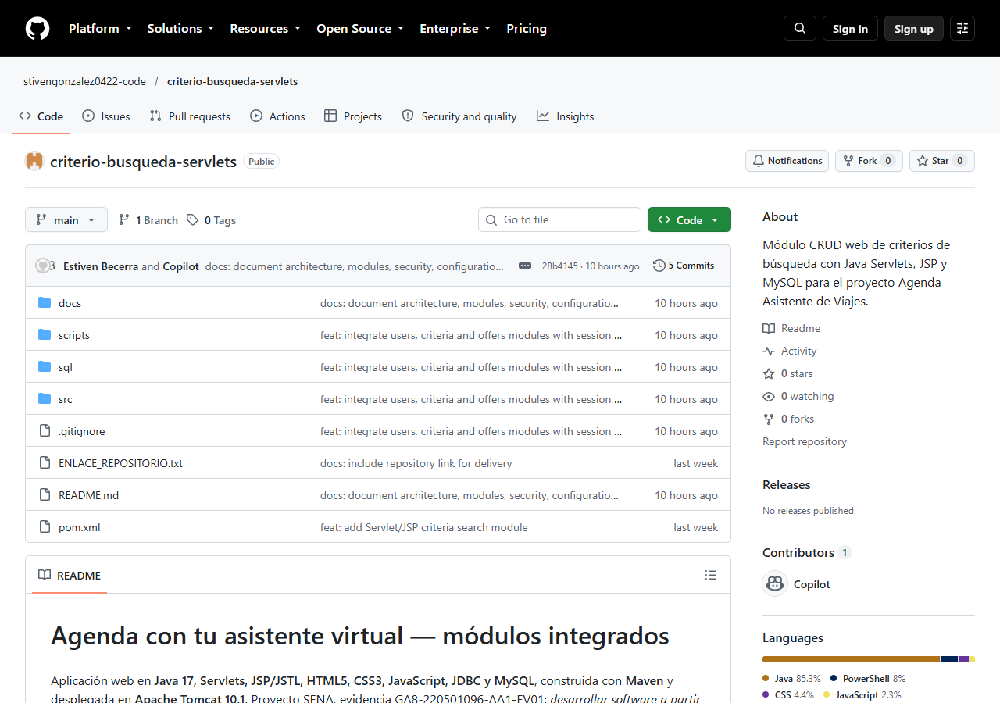 Platform Solutions Resources Open Source Enterprise Pricing Sign in Sign up
stivengonzalez0422-code / criterio-busqueda-servlets
Code Issues Pull requests Actions Projects Security and quality Insights
criterio-busqueda-servlets Public Notifications Fork 0 Star 0
main 1 Branch 0 Tags Go to file Code
Estiven Becerra and Copilot docs: document architecture, modules, security, configuratio... 28b4145 · 10 hours ago 5 Commits
docs docs: document architecture, modules, security, configuratio... 10 hours ago
scripts feat: integrate users, criteria and offers modules with session ... 10 hours ago
sql feat: integrate users, criteria and offers modules with session ... 10 hours ago
src feat: integrate users, criteria and offers modules with session ... 10 hours ago
.gitignore feat: integrate users, criteria and offers modules with session ... 10 hours ago
ENLACE_REPOSITORIO.txt docs: include repository link for delivery last week
README.md docs: document architecture, modules, security, configuratio... 10 hours ago
pom.xml feat: add Servlet/JSP criteria search module last week
README
Agenda con tu asistente virtual — módulos integrados
Aplicación web en Java 17, Servlets, JSP/JSTL, HTML5, CSS3, JavaScript, JDBC y MySQL, construida con Maven y
desplegada en Apache Tomcat 10.1. Proyecto SENA, evidencia GA8-220501096-AA1-EV01: desarrollar software a partir
About
Módulo CRUD web de criterios de
búsqueda con Java Servlets, JSP y
MySQL para el proyecto Agenda
Asistente de Viajes.
Readme
Activity
0 stars
0 watching
0 forks
Report repository
Releases
No releases published
Contributors 1
Copilot
Languages
Java 85.3% PowerShell 8%
CSS 4.4% JavaScript 2.3%